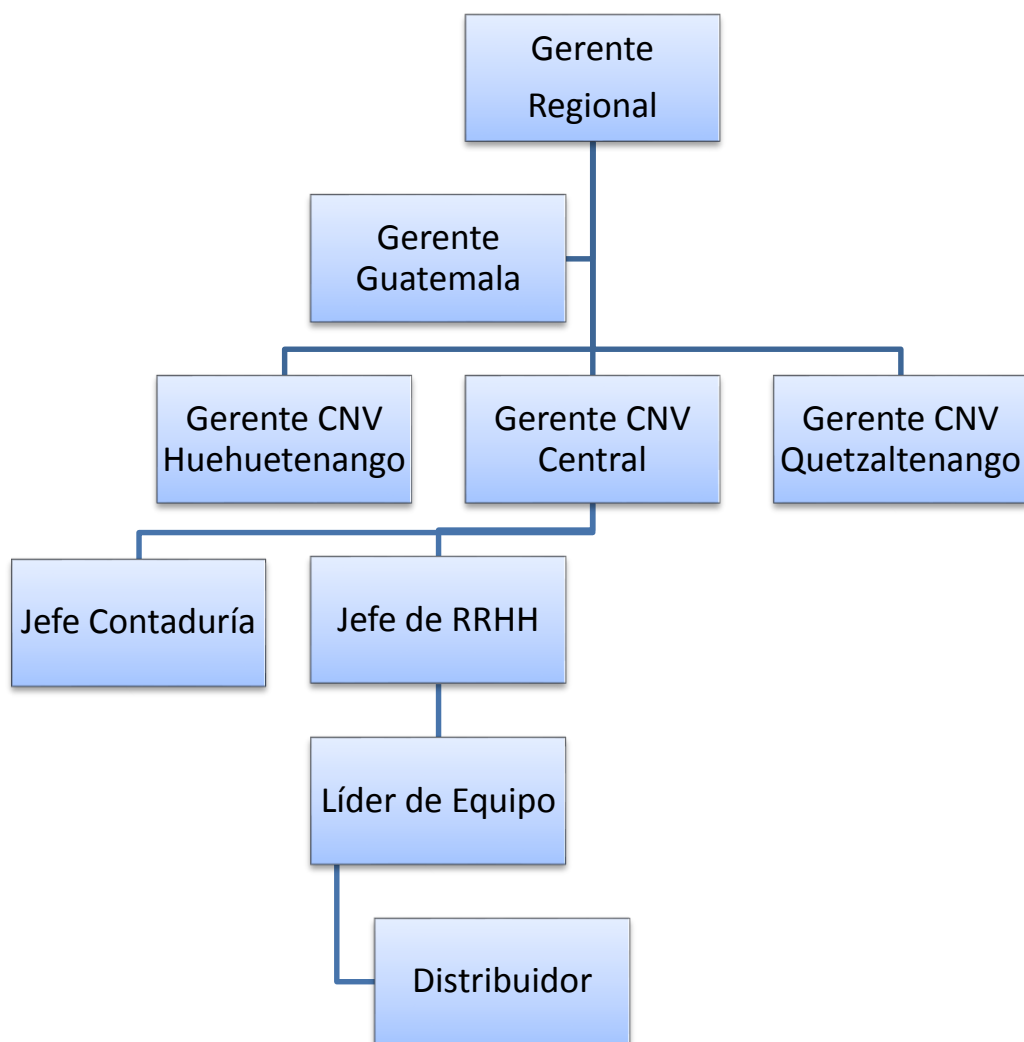 Gerente
Regional
Gerente
Guatemala
Gerente CNV
Huehuetenango
Gerente CNV
Central
Gerente CNV
Quetzaltenango
Jefe Contaduría
Jefe de RRHH
Líder de Equipo
Distribuidor